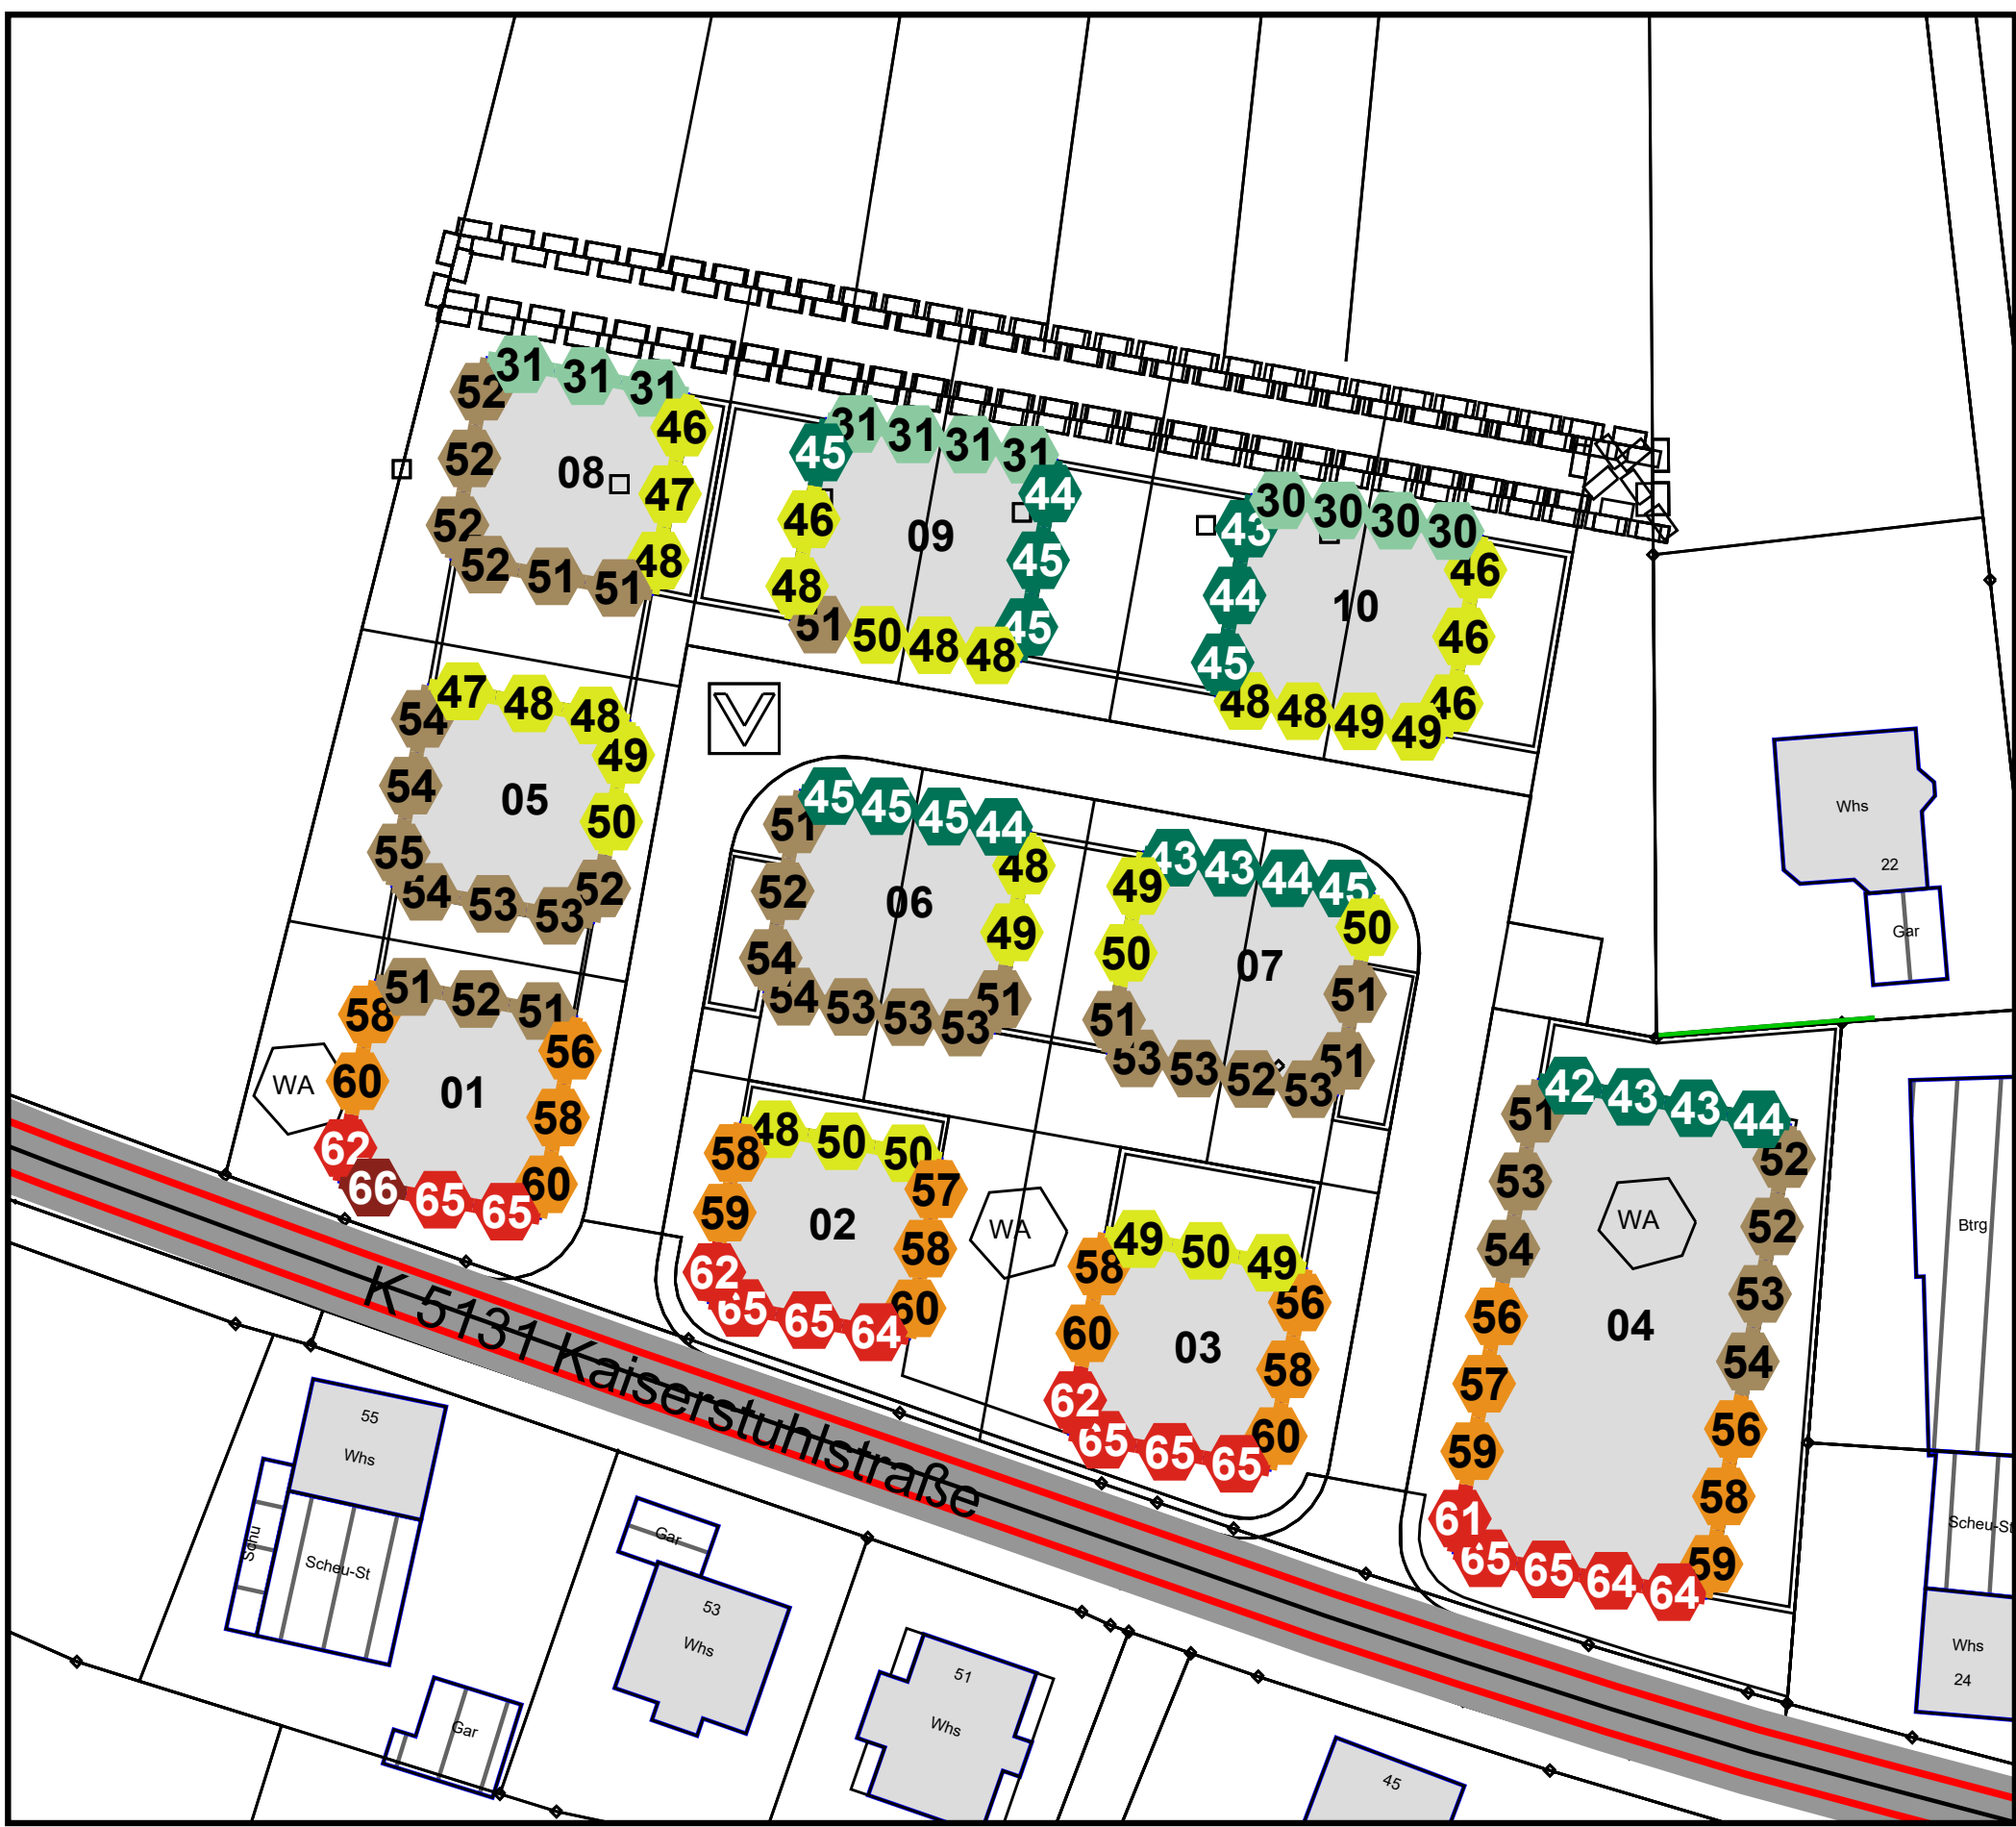 31 31 31
52 46
52 08 47
52 48
52 51 51
31 31 31 31
45 44
46 09 45
48 45
51 50 48 48
30 30 30 30
43 46
44 10 46
45 46
48 48 49 49
47 48 48
54 49
54 05 50
55 52
54 53 53
45 45 45 44
51 48
52 06 49
54 51
54 53 53 53
43 43 44 45
49 50
50 07 51
51 51
53 53 52 53
Whs
22
Gar
51 52 51
58 56
WA
60 01 58
62 60
66 65 65
48 50 50
58 57
59 02 58
62 60
65 65 64
WA
49 50 49
58 56
60 03 58
62 60
65 65 65
42 43 43 44
51 52
53 WA 52
54 53
56 04 54
57 56
59 58
61 59
65 65 64 64
Btrg
Scheu-St
Whs
24
K 5131 Kaiserstuhlstraße
55
Whs
Schu
Scheu-St
Gar
Gar
53
Whs
51
Whs
45